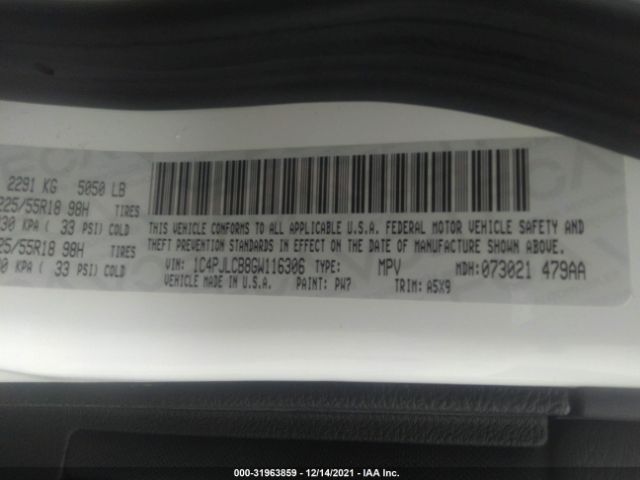 2291 KG 5050 LB
225/55R18 98H TIRES
230 KPA ( 33 PSI) COLD
225/55R18 98H TIRES
230 KPA ( 33 PSI) COLD
THIS VEHICLE CONFORMS TO ALL APPLICABLE U.S.A. FEDERAL MOTOR VEHICLE SAFETY AND
THEFT PREVENTION STANDARDS IN EFFECT ON THE DATE OF MANUFACTURE SHOWN ABOVE.
VIN: 1C4PJLCB8GW116306 TYPE: MPV MDH: 073021 479AA
VEHICLE MADE IN U.S.A. PAINT: PW7 TRIM: A5X9
000-31963859 - 12/14/2021 - IAA Inc.